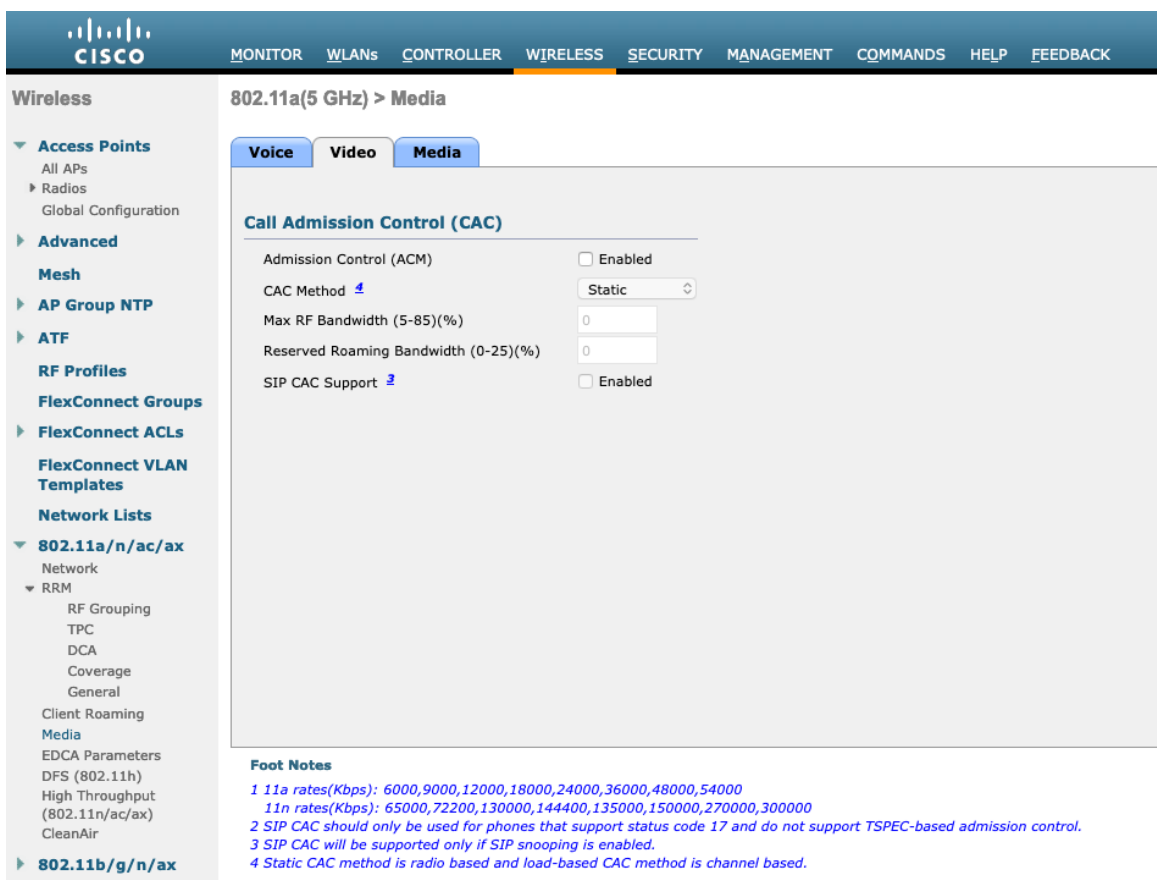 CISCO
MONITOR WLANs CONTROLLER WIRELESS SECURITY MANAGEMENT COMMANDS HELP FEEDBACK
Wireless
Access Points
All APs
Radios
Global Configuration
Advanced
Mesh
AP Group NTP
ATF
RF Profiles
FlexConnect Groups
FlexConnect ACLs
FlexConnect VLAN
Templates
Network Lists
802.11a/n/ac/ax
Network
RRM
RF Grouping
TPC
DCA
Coverage
General
Client Roaming
Media
EDCA Parameters
DFS (802.11h)
High Throughput
(802.11n/ac/ax)
CleanAir
802.11b/g/n/ax
802.11a(5 GHz) > Media
Voice Video Media
Call Admission Control (CAC)
Admission Control (ACM) Enabled
CAC Method 4 Static
Max RF Bandwidth (5-85)(%) 0
Reserved Roaming Bandwidth (0-25)(%) 0
SIP CAC Support 3 Enabled
Foot Notes
1 11a rates(Kbps): 6000,9000,12000,18000,24000,36000,48000,54000
11n rates(Kbps): 65000,72200,130000,144400,135000,150000,270000,300000
2 SIP CAC should only be used for phones that support status code 17 and do not support TSPEC-based admission control.
3 SIP CAC will be supported only if SIP snooping is enabled.
4 Static CAC method is radio based and load-based CAC method is channel based.